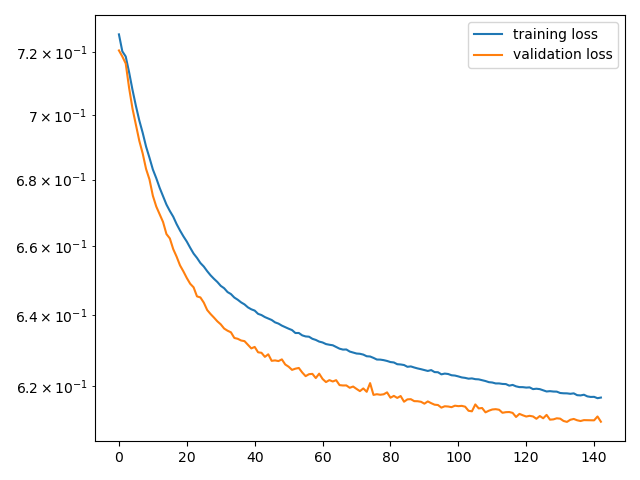 training loss
validation loss
7.2 × 10⁻¹
7 × 10⁻¹
6.8 × 10⁻¹
6.6 × 10⁻¹
6.4 × 10⁻¹
6.2 × 10⁻¹
0 20 40 60 80 100 120 140